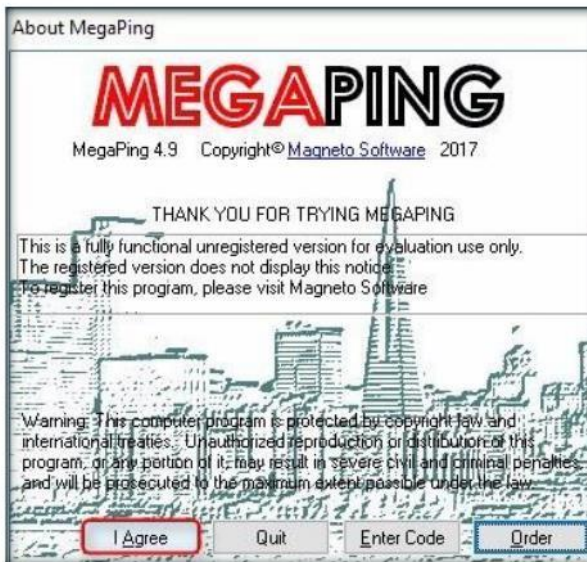 About MegaPing
MEGAPING
MegaPing 4.9 Copyright© Magneto Software 2017
THANK YOU FOR TRYING MEGAPING
This is a fully functional unregistered version for evaluation use only.
The registered version does not display this notice.
To register this program, please visit Magneto Software
Warning: This computer program is protected by copyright law and
international treaties. Unauthorized reproduction or distribution of this
program, or any portion of it, may result in severe civil and criminal penalties
and will be prosecuted to the maximum extent possible under the law.
I Agree Quit Enter Code Order